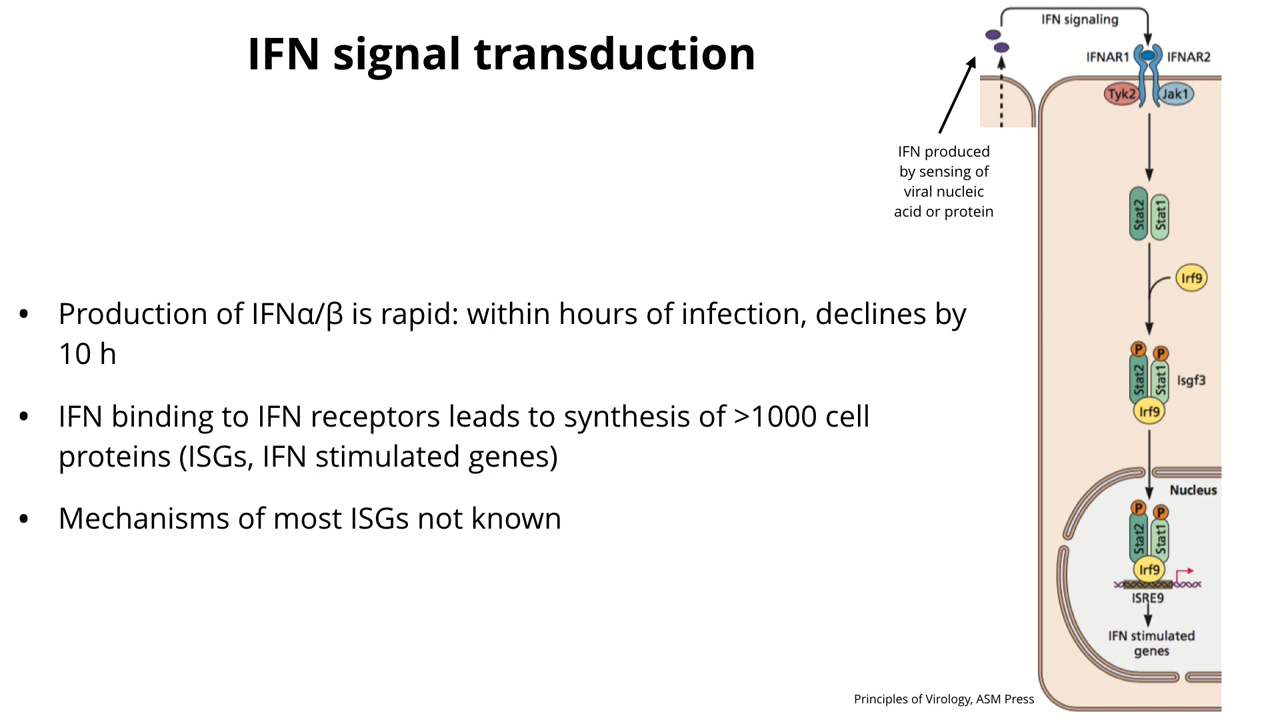 IFN signal transduction
IFN signaling
IFNAR1
IFNAR2
Tyk2
Jak1
IFN produced
by sensing of
viral nucleic
acid or protein
Stat2
Stat1
Irf9
• Production of IFNα/β is rapid: within hours of infection, declines by
10 h
• IFN binding to IFN receptors leads to synthesis of >1000 cell
proteins (ISGs, IFN stimulated genes)
• Mechanisms of most ISGs not known
P
P
Stat2
Stat1
Isgf3
Irf9
Nucleus
P
P
Stat2
Stat1
Irf9
ISRE9
IFN stimulated
genes
Principles of Virology, ASM Press